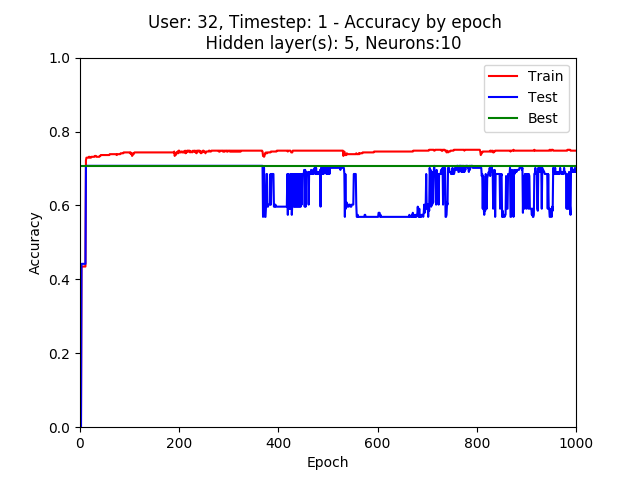 User: 32, Timestep: 1 - Accuracy by epoch
Hidden layer(s): 5, Neurons:10
1.0
0.8
0.6
0.4
0.2
0.0
Accuracy
Train
Test
Best
0 200 400 600 800 1000
Epoch